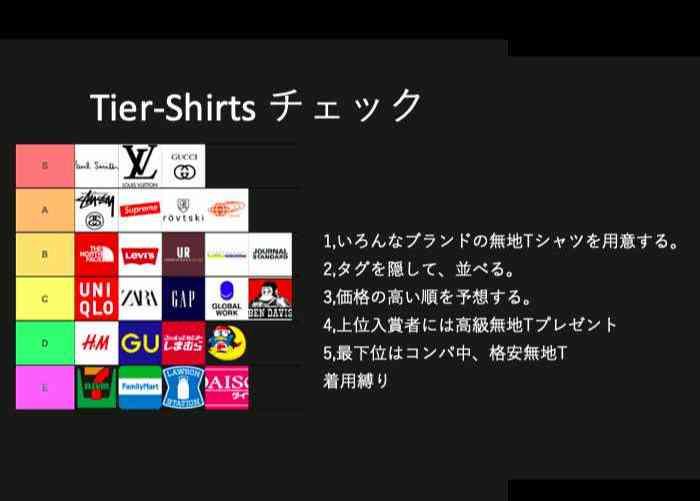 Tier-Shirts チェック
S
Paul Smith
LV
LOUIS VUITTON
GUCCI
A
STUSSY
Supreme
rövtski
B
THE NORTH FACE
Levi's
UR
JOURNAL STANDARD
C
UNI QLO
ZARA
GAP
GLOBAL WORK
BEN DAVIS
D
H&M
GU
しまむら
E
7
ELEVEN
FamilyMart
LAWSON STATION
DAISO
ダイ
1,いろんなブランドの無地Tシャツを用意する。
2,タグを隠して、並べる。
3,価格の高い順を予想する。
4,上位入賞者には高級無地Tプレゼント
5,最下位はコンパ中、格安無地T
着用縛り